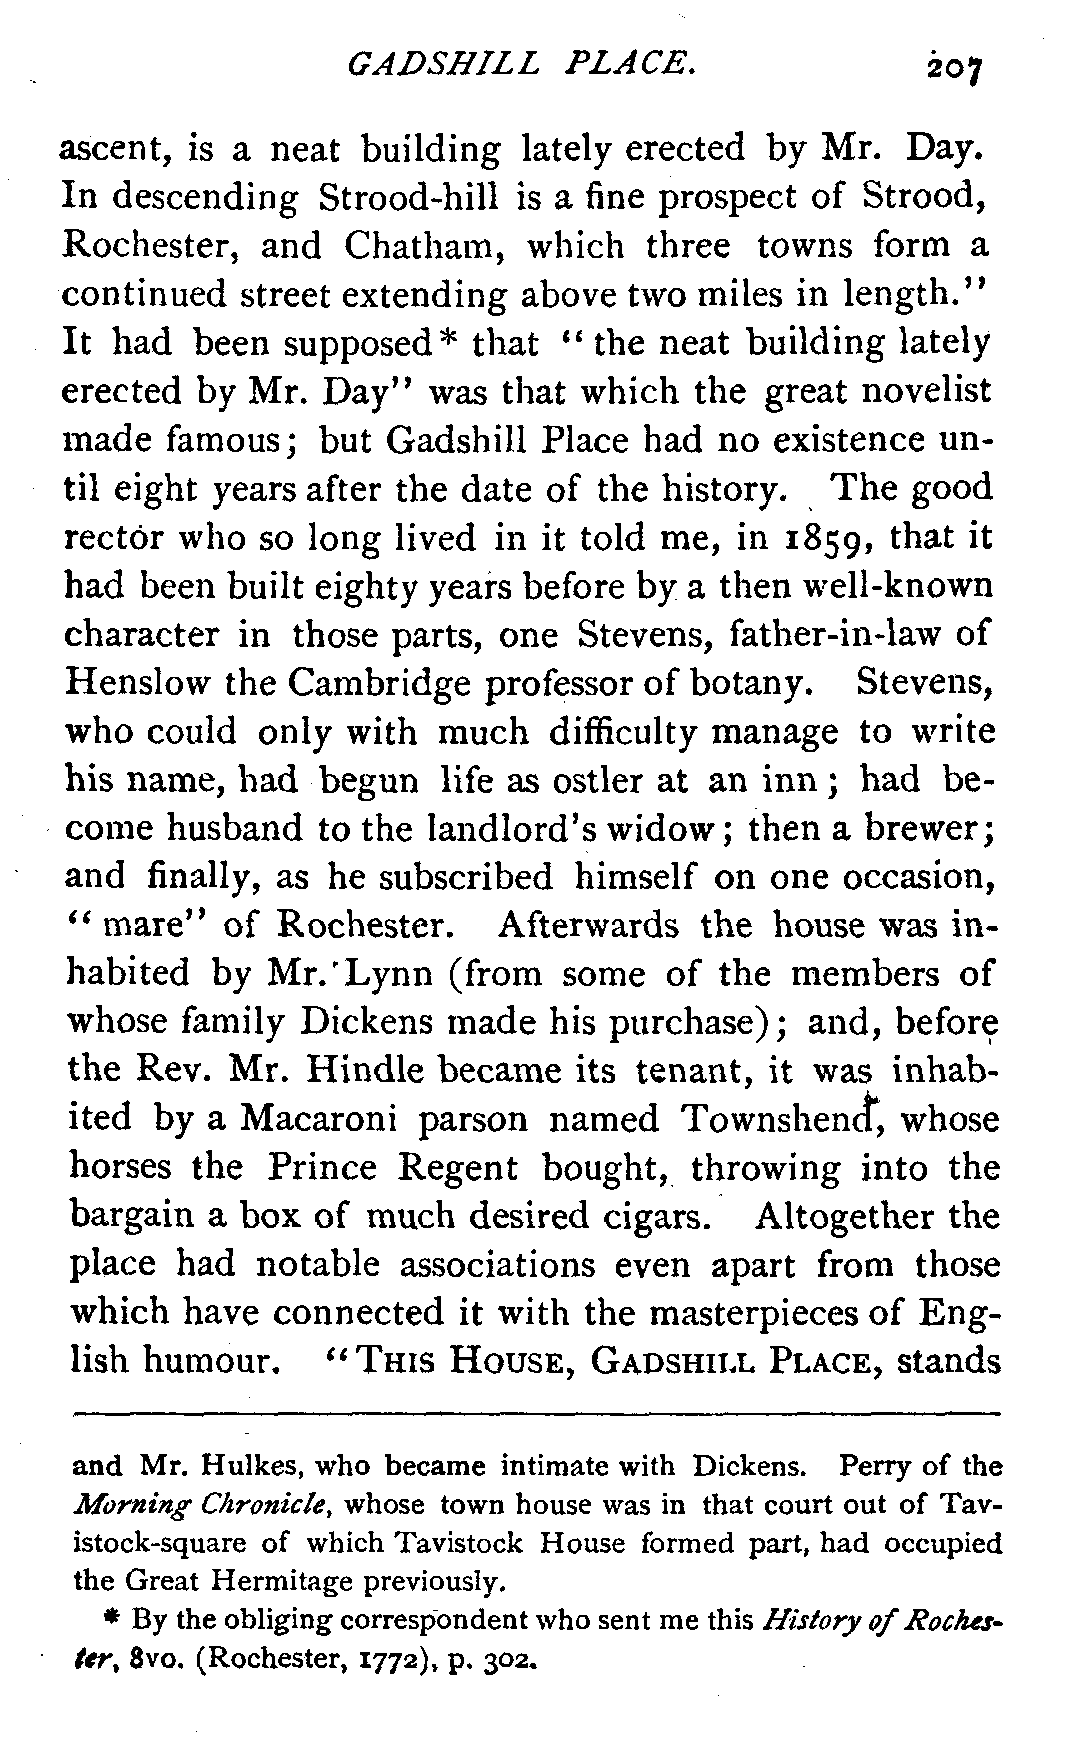 GADSHILL PLACE. 207
ascent, is a neat building lately erected by Mr. Day.
In descending Strood-hill is a fine prospect of Strood,
Rochester, and Chatham, which three towns form a
continued street extending above two miles in length."
It had been supposed* that "the neat building lately
erected by Mr. Day" was that which the great novelist
made famous; but Gadshill Place had no existence un-
til eight years after the date of the history. The good
rector who so long lived in it told me, in 1859, that it
had been built eighty years before by a then well-known
character in those parts, one Stevens, father-in-law of
Henslow the Cambridge professor of botany. Stevens,
who could only with much difficulty manage to write
his name, had begun life as ostler at an inn; had be-
come husband to the landlord's widow; then a brewer;
and finally, as he subscribed himself on one occasion,
"mare" of Rochester. Afterwards the house was in-
habited by Mr. Lynn (from some of the members of
whose family Dickens made his purchase); and, before
the Rev. Mr. Hindle became its tenant, it was inhab-
ited by a Macaroni parson named Townshend, whose
horses the Prince Regent bought, throwing into the
bargain a box of much desired cigars. Altogether the
place had notable associations even apart from those
which have connected it with the masterpieces of Eng-
lish humour. "THIS HOUSE, GADSHILL PLACE, stands
and Mr. Hulkes, who became intimate with Dickens. Perry of the
Morning Chronicle, whose town house was in that court out of Tav-
istock-square of which Tavistock House formed part, had occupied
the Great Hermitage previously.
* By the obliging correspondent who sent me this History of Roches-
ter, 8vo. (Rochester, 1772), p. 302.